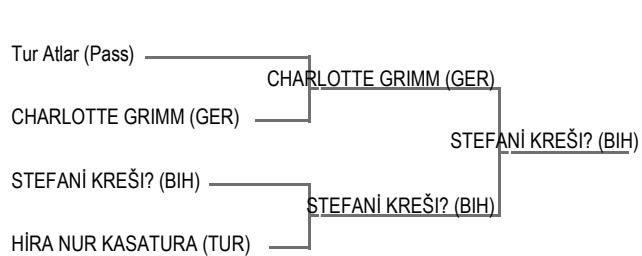 Tur Atlar (Pass)
CHARLOTTE GRIMM (GER)
CHARLOTTE GRIMM (GER)
STEFANİ KREŠI? (BIH)
STEFANİ KREŠI? (BIH)
STEFANİ KREŠI? (BIH)
HİRA NUR KASATURA (TUR)